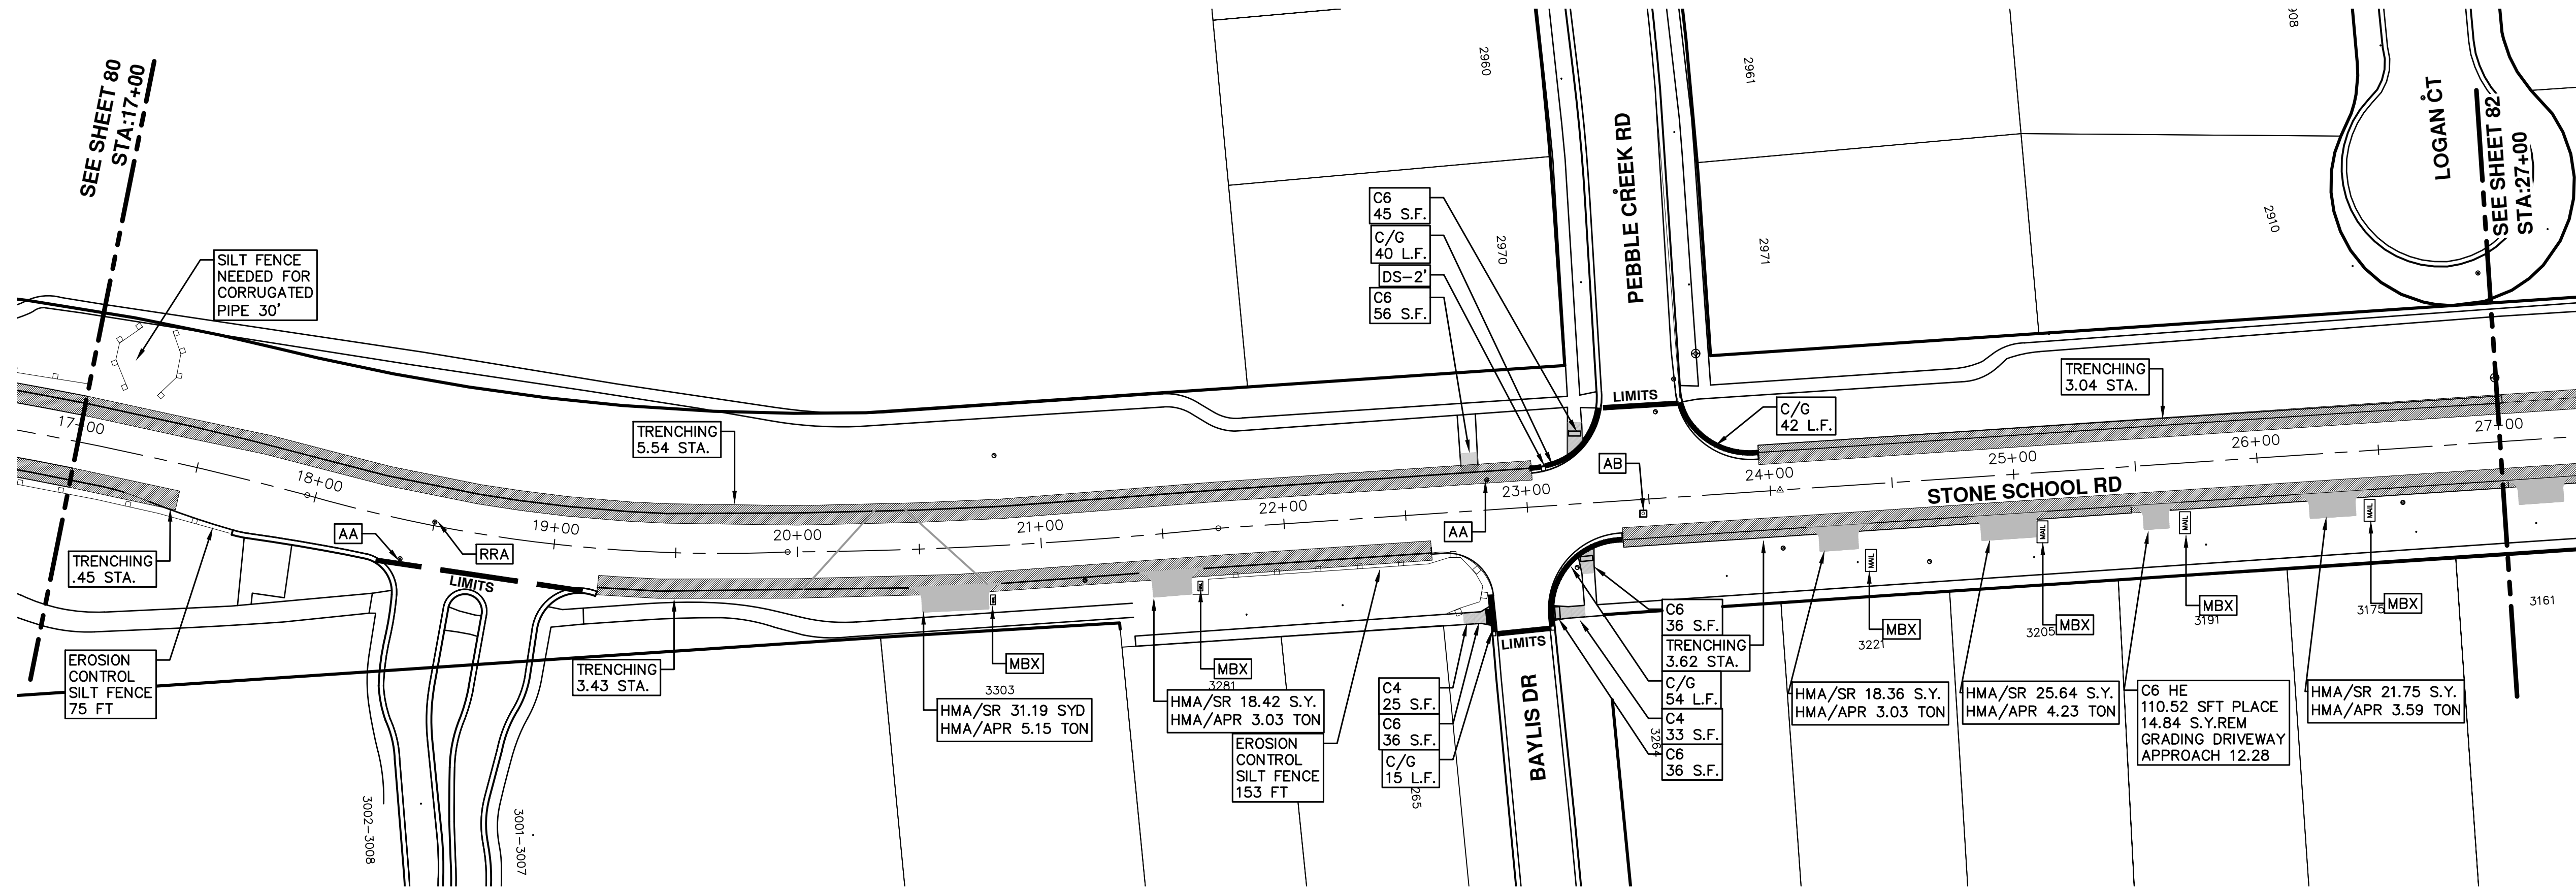 SEE SHEET 80
STA:17+00
SILT FENCE
NEEDED FOR
CORRUGATED
PIPE 30'
17+00
18+00
19+00
20+00
21+00
22+00
23+00
24+00
25+00
26+00
27+00
TRENCHING
.45 STA.
EROSION
CONTROL
SILT FENCE
75 FT
AA
RRA
LIMITS
3002-3008
3001-3007
TRENCHING
5.54 STA.
TRENCHING
3.43 STA.
MBX
3303
HMA/SR 31.19 SYD
HMA/APR 5.15 TON
MBX
3281
HMA/SR 18.42 S.Y.
HMA/APR 3.03 TON
EROSION
CONTROL
SILT FENCE
153 FT
2960
2970
C6
45 S.F.
C/G
40 L.F.
DS-2'
C6
56 S.F.
AA
AB
PEBBLE CREEK RD
LIMITS
2961
2971
C/G
42 L.F.
C4
25 S.F.
C6
36 S.F.
C/G
15 L.F.
265
LIMITS
BAYLIS DR
C6
36 S.F.
TRENCHING
3.62 STA.
C/G
54 L.F.
C4
33 S.F.
C6
36 S.F.
3264
STONE SCHOOL RD
TRENCHING
3.04 STA.
MAIL
MAIL
MAIL
MAIL
MBX
3221
HMA/SR 18.36 S.Y.
HMA/APR 3.03 TON
MBX
3205
HMA/SR 25.64 S.Y.
HMA/APR 4.23 TON
MBX
3191
C6 HE
110.52 SFT PLACE
14.84 S.Y.REM
GRADING DRIVEWAY
APPROACH 12.28
MBX
3175
HMA/SR 21.75 S.Y.
HMA/APR 3.59 TON
3161
2910
LOGAN CT
SEE SHEET 82
STA:27+00